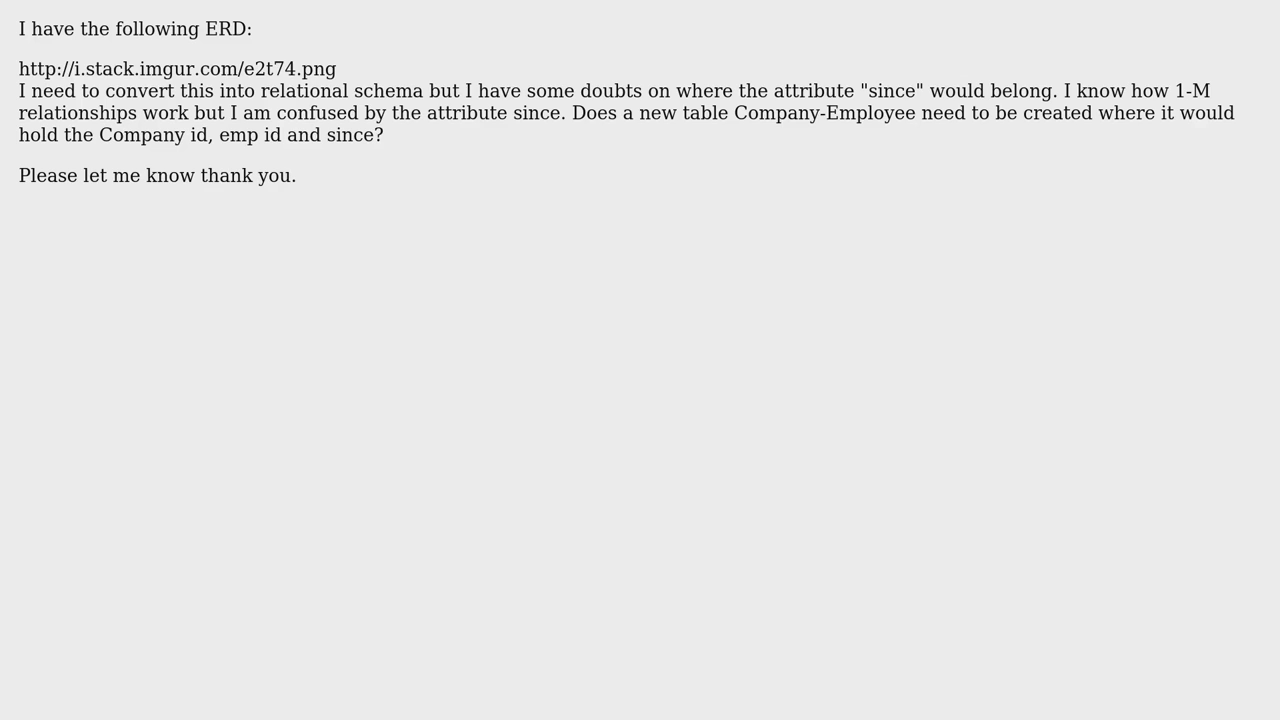 I have the following ERD:
http://i.stack.imgur.com/e2t74.png
I need to convert this into relational schema but I have some doubts on where the attribute "since" would belong. I know how 1-M
relationships work but I am confused by the attribute since. Does a new table Company-Employee need to be created where it would
hold the Company id, emp id and since?
Please let me know thank you.